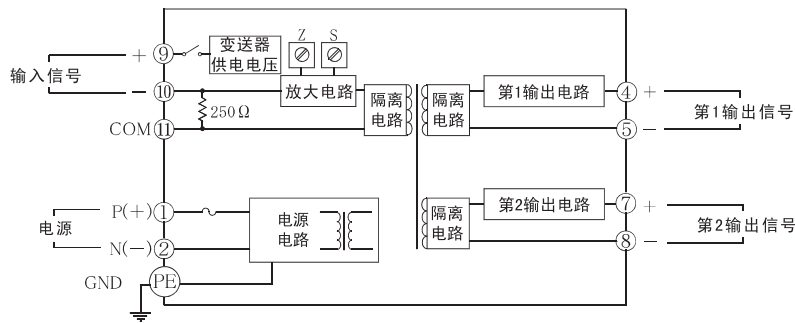 Z S
+ ⑨ 变送器
供电电压
输入信号
− ⑩ 放大电路 隔离
电路 隔离
电路 第1输出电路 ④ +
250Ω
第1输出信号
COM ⑪ ⑤ −
P(+) ① 电源
电路 隔离
电路 第2输出电路 ⑦ +
电源
第2输出信号
N(−) ② ⑧ −
GND PE